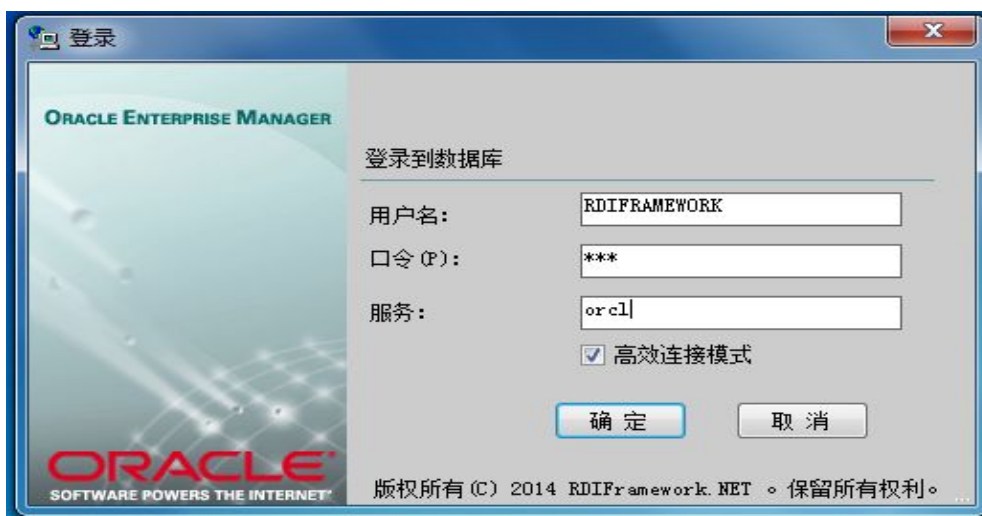 登录
ORACLE ENTERPRISE MANAGER
登录到数据库
用户名: RDIFRAMEWORK
口令(P): ***
服务: orcl
高效连接模式
确 定 取 消
ORACLE
SOFTWARE POWERS THE INTERNET
版权所有(C) 2014 RDIFramework.NET 。保留所有权利。